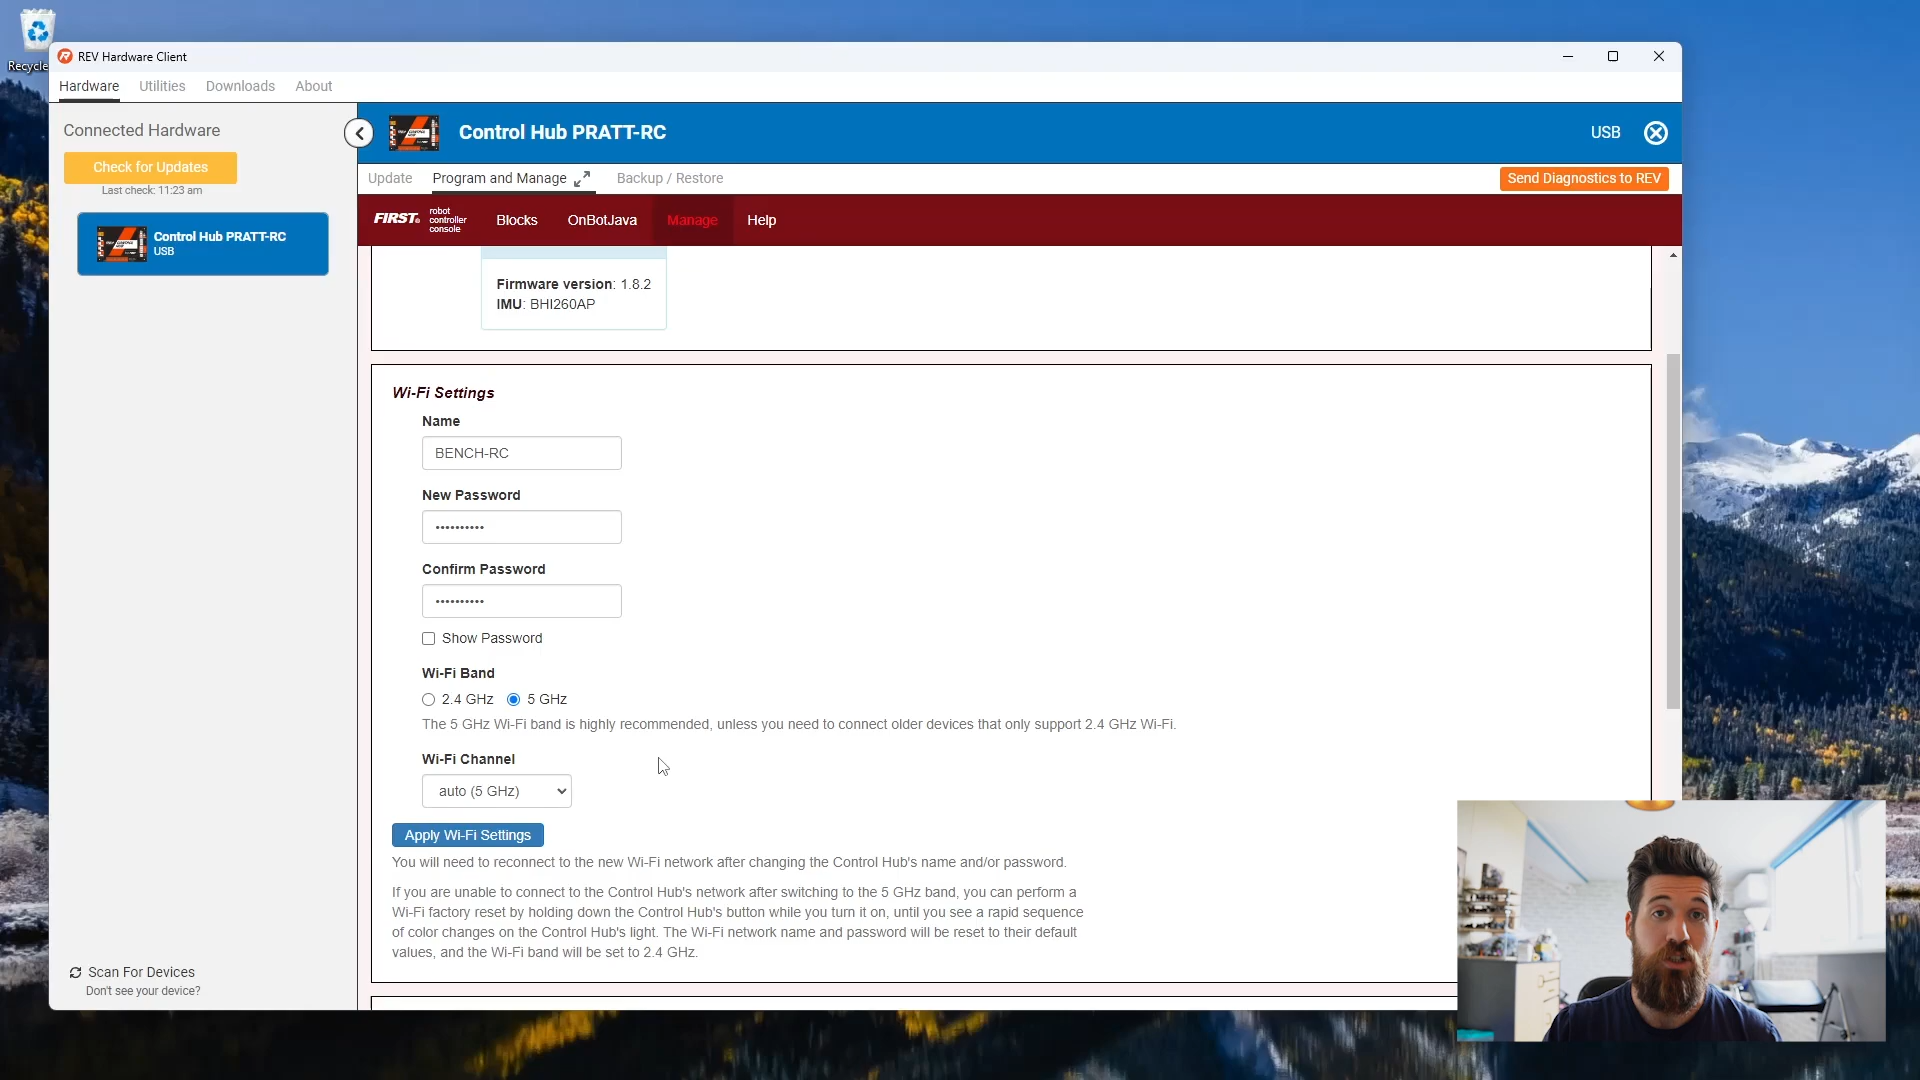 Recycle
REV Hardware Client
Hardware Utilities Downloads About
Connected Hardware
Check for Updates
Last check: 11:23 am
Control Hub PRATT-RC
USB
Control Hub PRATT-RC
USB
Update Program and Manage Backup / Restore
Send Diagnostics to REV
FIRST. robot controller console
Blocks OnBotJava Manage Help
Firmware version: 1.8.2
IMU: BHI260AP
Wi-Fi Settings
Name
BENCH-RC
New Password
••••••••••
Confirm Password
••••••••••
Show Password
Wi-Fi Band
2.4 GHz 5 GHz
The 5 GHz Wi-Fi band is highly recommended, unless you need to connect older devices that only support 2.4 GHz Wi-Fi.
Wi-Fi Channel
auto (5 GHz)
Apply Wi-Fi Settings
You will need to reconnect to the new Wi-Fi network after changing the Control Hub's name and/or password.
If you are unable to connect to the Control Hub's network after switching to the 5 GHz band, you can perform a
Wi-Fi factory reset by holding down the Control Hub's button while you turn it on, until you see a rapid sequence
of color changes on the Control Hub's light. The Wi-Fi network name and password will be reset to their default
values, and the Wi-Fi band will be set to 2.4 GHz.
Scan For Devices
Don't see your device?